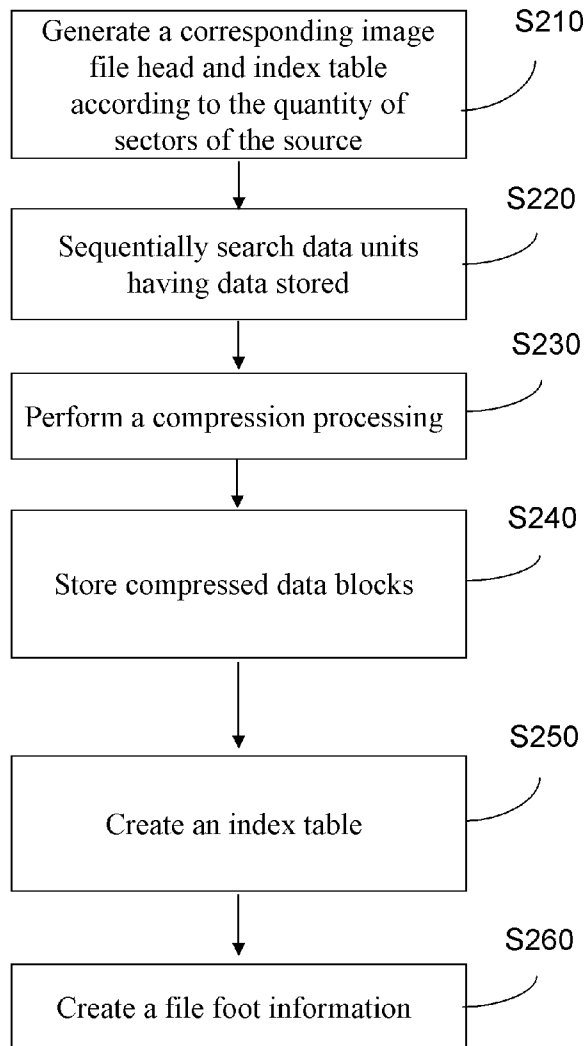 S210
Generate a corresponding image
file head and index table
according to the quantity of
sectors of the source
S220
Sequentially search data units
having data stored
S230
Perform a compression processing
S240
Store compressed data blocks
S250
Create an index table
S260
Create a file foot information